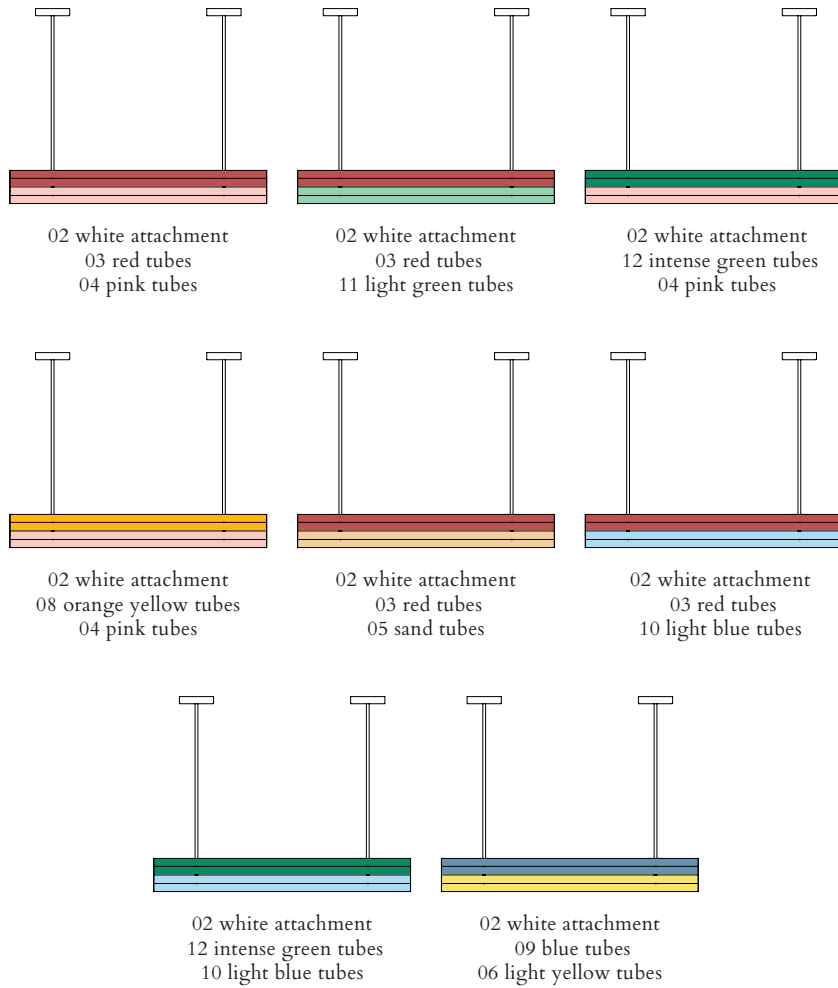 02 white attachment
03 red tubes
04 pink tubes
02 white attachment
03 red tubes
11 light green tubes
02 white attachment
12 intense green tubes
04 pink tubes
02 white attachment
08 orange yellow tubes
04 pink tubes
02 white attachment
03 red tubes
05 sand tubes
02 white attachment
03 red tubes
10 light blue tubes
02 white attachment
12 intense green tubes
10 light blue tubes
02 white attachment
09 blue tubes
06 light yellow tubes